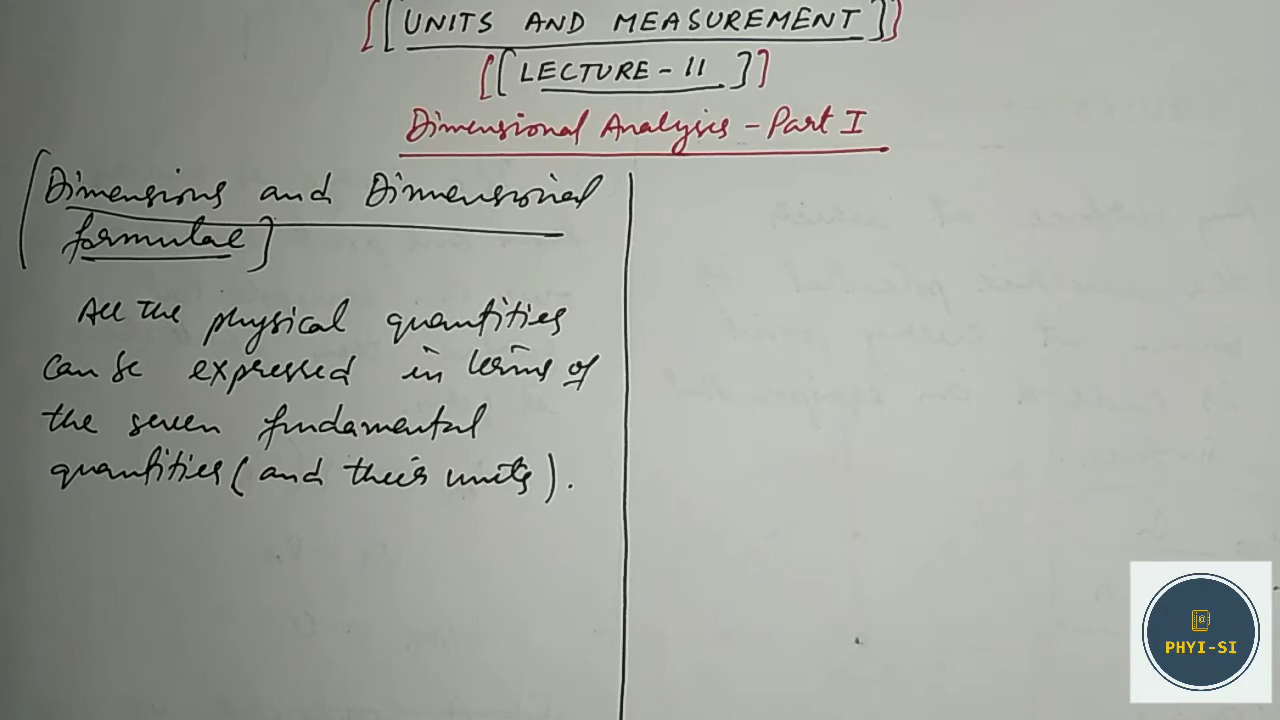 [[UNITS AND MEASUREMENT]]
[[LECTURE-11]]
Dimensional Analysis - Part I
[Dimensions and Dimensional
formulae]
All the physical quantities
can be expressed in terms of
the seven fundamental
quantities (and their units).
PHYI-SI